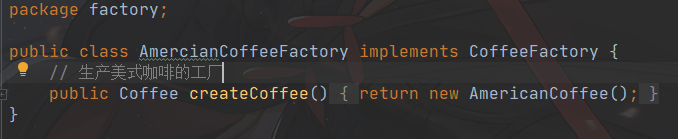 package factory;
public class AmercianCoffeeFactory implements CoffeeFactory {
// 生产美式咖啡的工厂
public Coffee createCoffee() { return new AmericanCoffee(); }
}